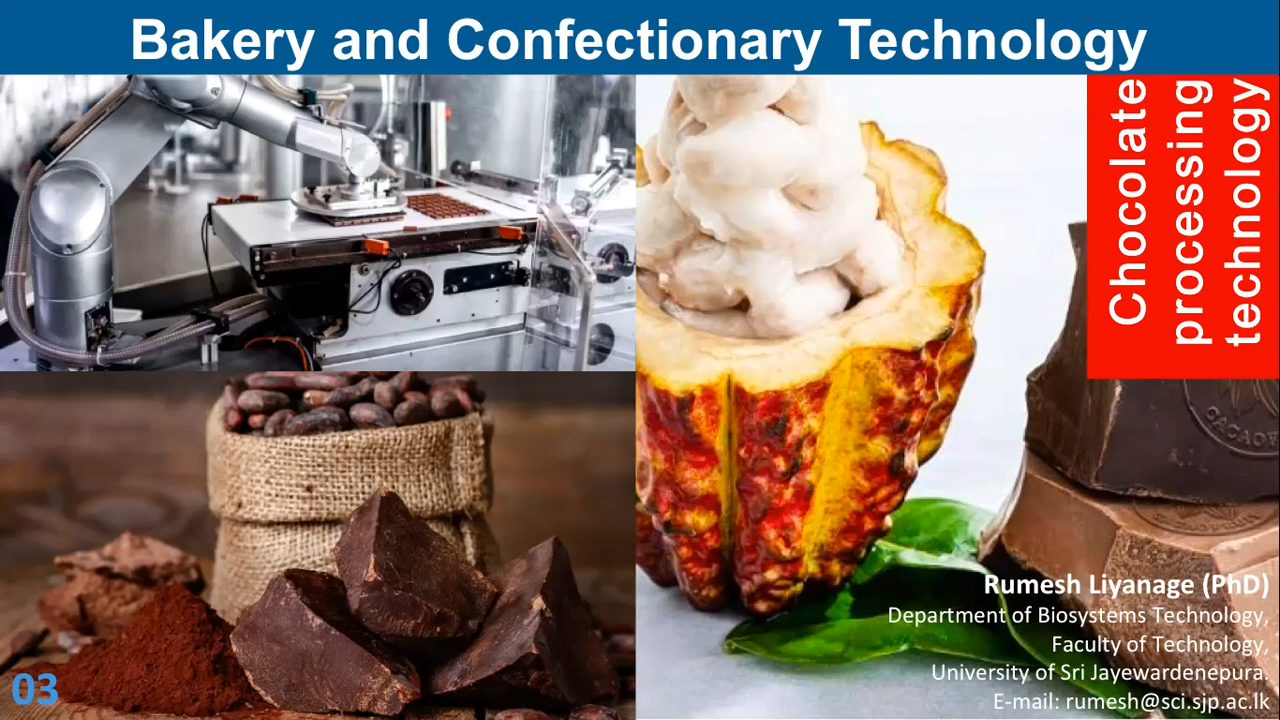 Bakery and Confectionary Technology
Chocolate
processing
technology
CACAO
Rumesh Liyanage (PhD)
Department of Biosystems Technology,
Faculty of Technology,
University of Sri Jayewardenepura.
E-mail: rumesh@sci.sjp.ac.lk
03